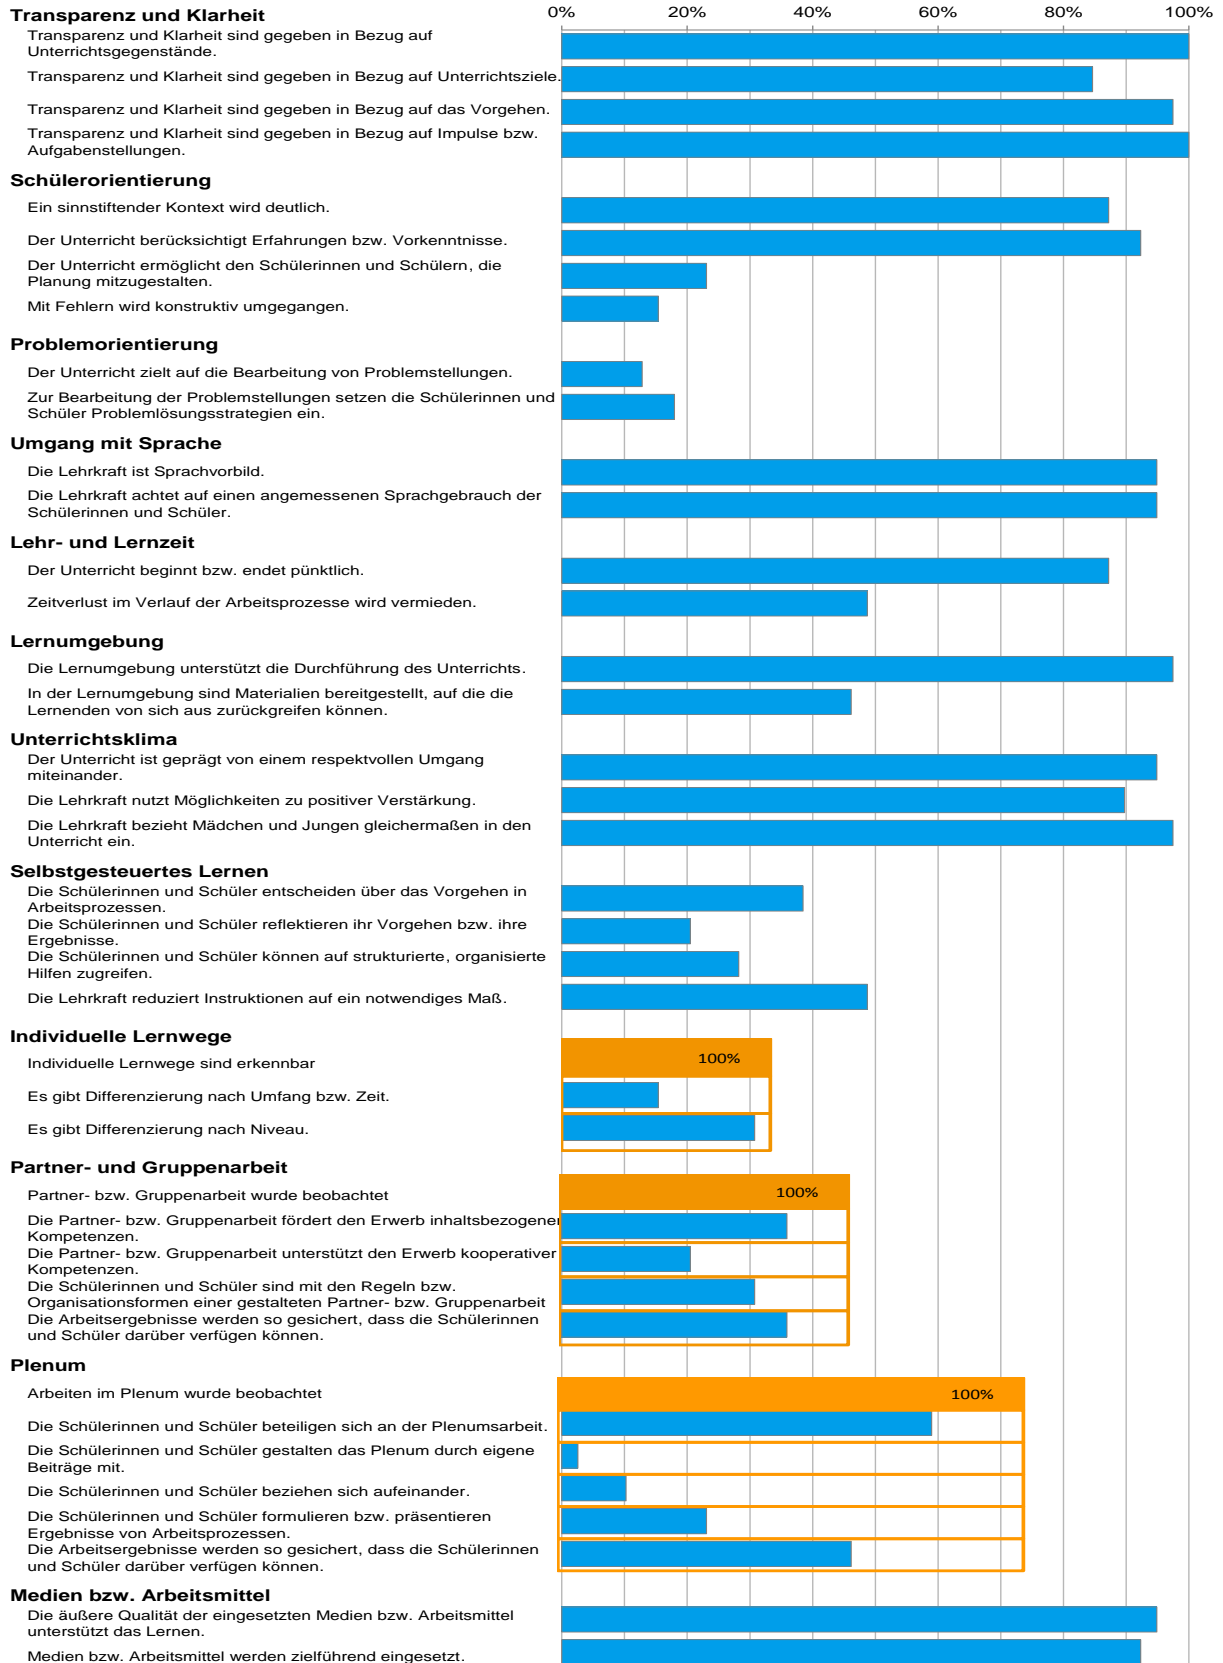 Transparenz und Klarheit
0% 20% 40% 60% 80% 100%
Transparenz und Klarheit sind gegeben in Bezug auf
Unterrichtsgegenstände.
Transparenz und Klarheit sind gegeben in Bezug auf Unterrichtsziele.
Transparenz und Klarheit sind gegeben in Bezug auf das Vorgehen.
Transparenz und Klarheit sind gegeben in Bezug auf Impulse bzw.
Aufgabenstellungen.
Schülerorientierung
Ein sinnstiftender Kontext wird deutlich.
Der Unterricht berücksichtigt Erfahrungen bzw. Vorkenntnisse.
Der Unterricht ermöglicht den Schülerinnen und Schülern, die
Planung mitzugestalten.
Mit Fehlern wird konstruktiv umgegangen.
Problemorientierung
Der Unterricht zielt auf die Bearbeitung von Problemstellungen.
Zur Bearbeitung der Problemstellungen setzen die Schülerinnen und
Schüler Problemlösungsstrategien ein.
Umgang mit Sprache
Die Lehrkraft ist Sprachvorbild.
Die Lehrkraft achtet auf einen angemessenen Sprachgebrauch der
Schülerinnen und Schüler.
Lehr- und Lernzeit
Der Unterricht beginnt bzw. endet pünktlich.
Zeitverlust im Verlauf der Arbeitsprozesse wird vermieden.
Lernumgebung
Die Lernumgebung unterstützt die Durchführung des Unterrichts.
In der Lernumgebung sind Materialien bereitgestellt, auf die die
Lernenden von sich aus zurückgreifen können.
Unterrichtsklima
Der Unterricht ist geprägt von einem respektvollen Umgang
miteinander.
Die Lehrkraft nutzt Möglichkeiten zu positiver Verstärkung.
Die Lehrkraft bezieht Mädchen und Jungen gleichermaßen in den
Unterricht ein.
Selbstgesteuertes Lernen
Die Schülerinnen und Schüler entscheiden über das Vorgehen in
Arbeitsprozessen.
Die Schülerinnen und Schüler reflektieren ihr Vorgehen bzw. ihre
Ergebnisse.
Die Schülerinnen und Schüler können auf strukturierte, organisierte
Hilfen zugreifen.
Die Lehrkraft reduziert Instruktionen auf ein notwendiges Maß.
Individuelle Lernwege
Individuelle Lernwege sind erkennbar 100%
Es gibt Differenzierung nach Umfang bzw. Zeit.
Es gibt Differenzierung nach Niveau.
Partner- und Gruppenarbeit
Partner- bzw. Gruppenarbeit wurde beobachtet 100%
Die Partner- bzw. Gruppenarbeit fördert den Erwerb inhaltsbezogener
Kompetenzen.
Die Partner- bzw. Gruppenarbeit unterstützt den Erwerb kooperativer
Kompetenzen.
Die Schülerinnen und Schüler sind mit den Regeln bzw.
Organisationsformen einer gestalteten Partner- bzw. Gruppenarbeit
Die Arbeitsergebnisse werden so gesichert, dass die Schülerinnen
und Schüler darüber verfügen können.
Plenum
Arbeiten im Plenum wurde beobachtet 100%
Die Schülerinnen und Schüler beteiligen sich an der Plenumsarbeit.
Die Schülerinnen und Schüler gestalten das Plenum durch eigene
Beiträge mit.
Die Schülerinnen und Schüler beziehen sich aufeinander.
Die Schülerinnen und Schüler formulieren bzw. präsentieren
Ergebnisse von Arbeitsprozessen.
Die Arbeitsergebnisse werden so gesichert, dass die Schülerinnen
und Schüler darüber verfügen können.
Medien bzw. Arbeitsmittel
Die äußere Qualität der eingesetzten Medien bzw. Arbeitsmittel
unterstützt das Lernen.
Medien bzw. Arbeitsmittel werden zielführend eingesetzt.